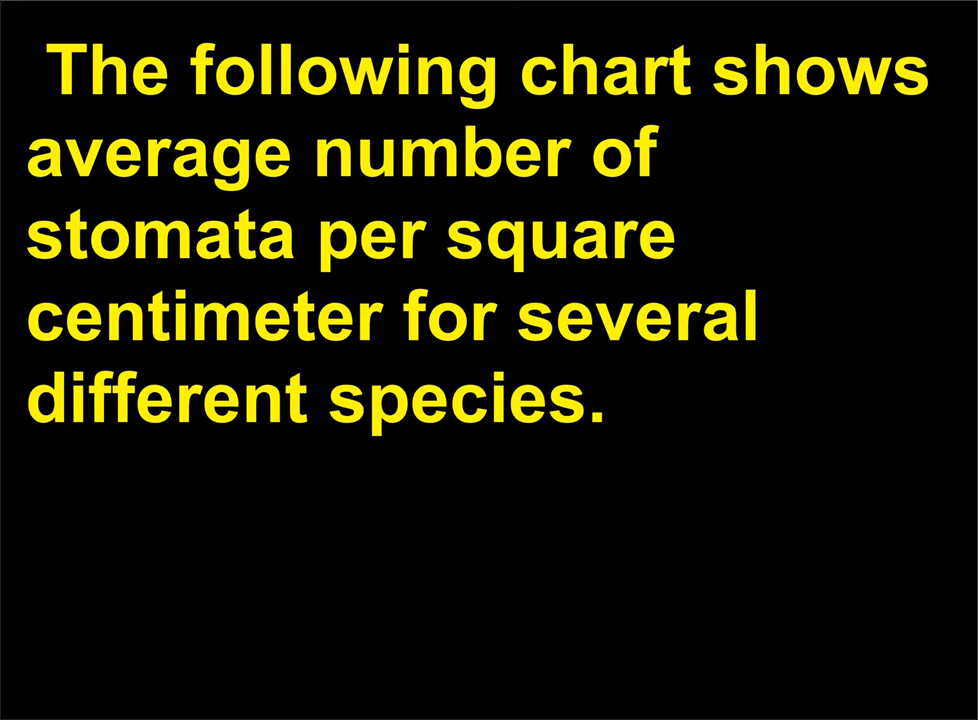 The following chart shows
average number of
stomata per square
centimeter for several
different species.